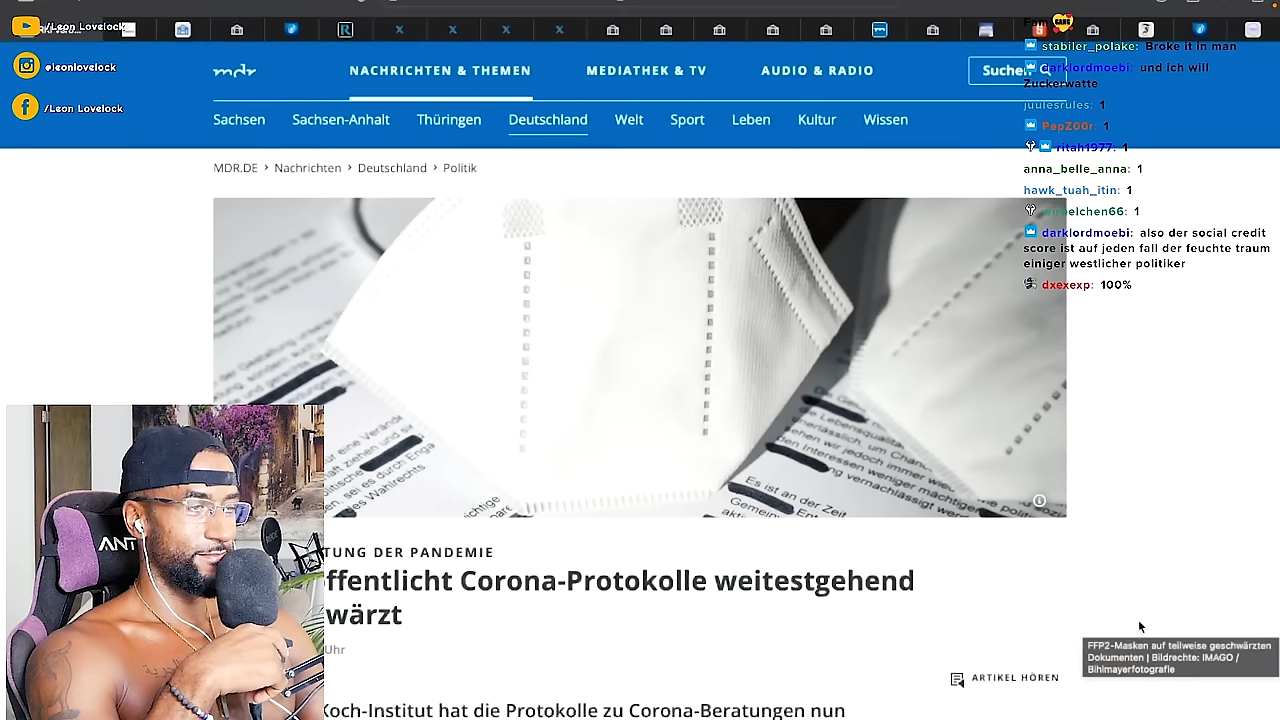 /Leon Lovelock
@leonlovelock
/Leon Lovelock
mdr
NACHRICHTEN & THEMEN
MEDIATHEK & TV
AUDIO & RADIO
Suchen
Sachsen
Sachsen-Anhalt
Thüringen
Deutschland
Welt
Sport
Leben
Kultur
Wissen
MDR.DE > Nachrichten > Deutschland > Politik
stabiler_polake: Broke it in man
darklordmoebi: und ich will
Zuckerwatte
juulesrules: 1
PepZ00r: 1
ritah1977: 1
anna_belle_anna: 1
hawk_tuah_itin: 1
wirbelchen66: 1
darklordmoebi: also der social credit
score ist auf jeden fall der feuchte traum
einiger westlicher politiker
dxexexp: 100%
ANT
TUNG DER PANDEMIE
ffentlicht Corona-Protokolle weitestgehend
wärzt
Uhr
FFP2-Masken auf teilweise geschwärzten
Dokumenten | Bildrechte: IMAGO /
Bihlmayerfotografie
ARTIKEL HÖREN
Koch-Institut hat die Protokolle zu Corona-Beratungen nun